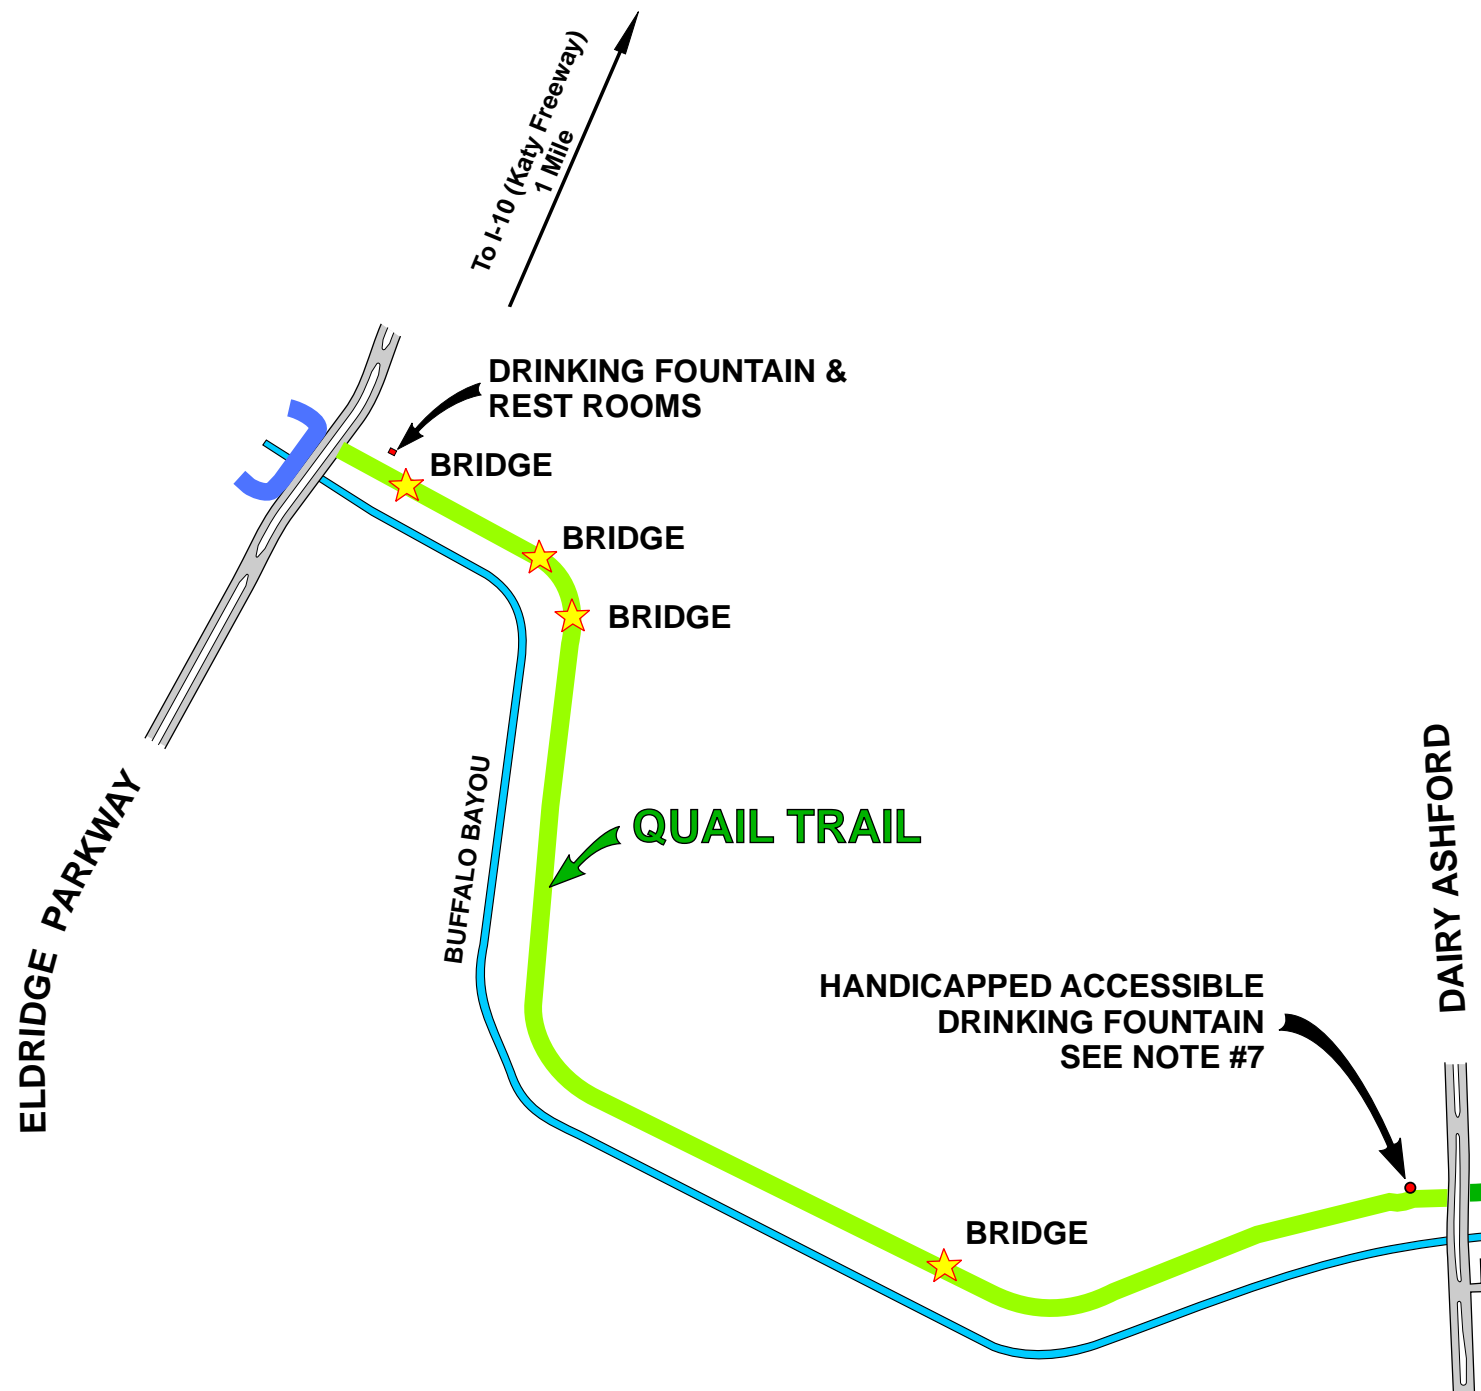 To I-10 (Katy Freeway)
1 Mile
DRINKING FOUNTAIN &
REST ROOMS
BRIDGE
BRIDGE
BRIDGE
ELDRIDGE PARKWAY
BUFFALO BAYOU
QUAIL TRAIL
DAIRY ASHFORD
HANDICAPPED ACCESSIBLE
DRINKING FOUNTAIN
SEE NOTE #7
BRIDGE